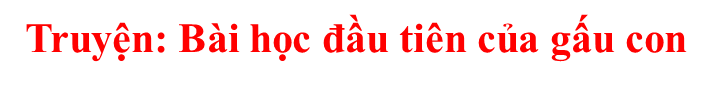 Truyện: Bài học đầu tiên của gấu con